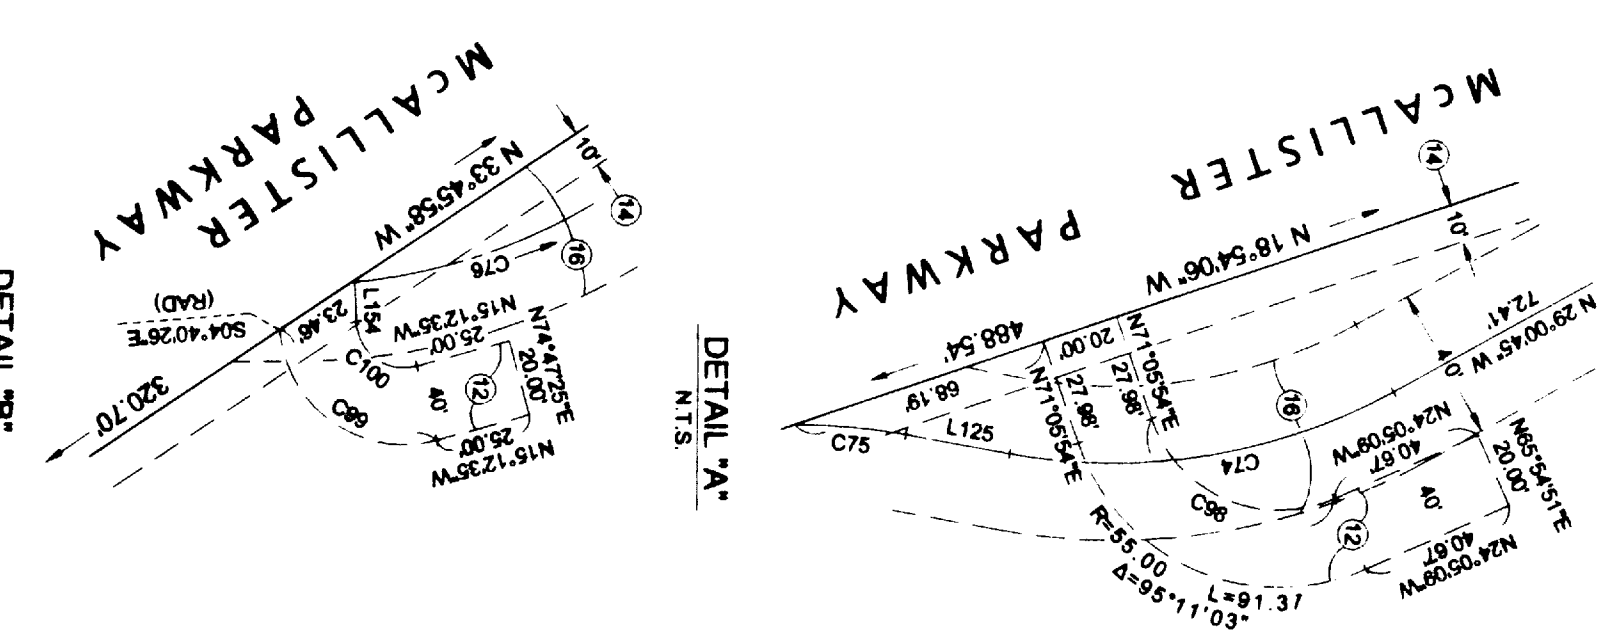 McALLISTER
PARKWAY
N 33°45'58" W
10'
14
16
C76
L154
23.46'
(RAD)
S04°40'26"E
320.70'
N15°12'35"W
25.00'
N74°47'25"E
20.00'
C100
C99
40'
12
25.00'
N15°12'35"W
DETAIL "A"
N.T.S.
McALLISTER
PARKWAY
14
10'
N 18°54'06" W
488.54'
68.19'
20.00'
N71°05'54"E
27.98'
N71°05'54"E
27.98'
C75
L125
C74
C98
16
N 29°00'45" W
72.41'
40'
N24°05'09"W
40.67'
N65°54'51"E
20.00'
40'
12
40.67'
N24°05'09"W
R=55.00
Δ=95°11'03"
L=91.37